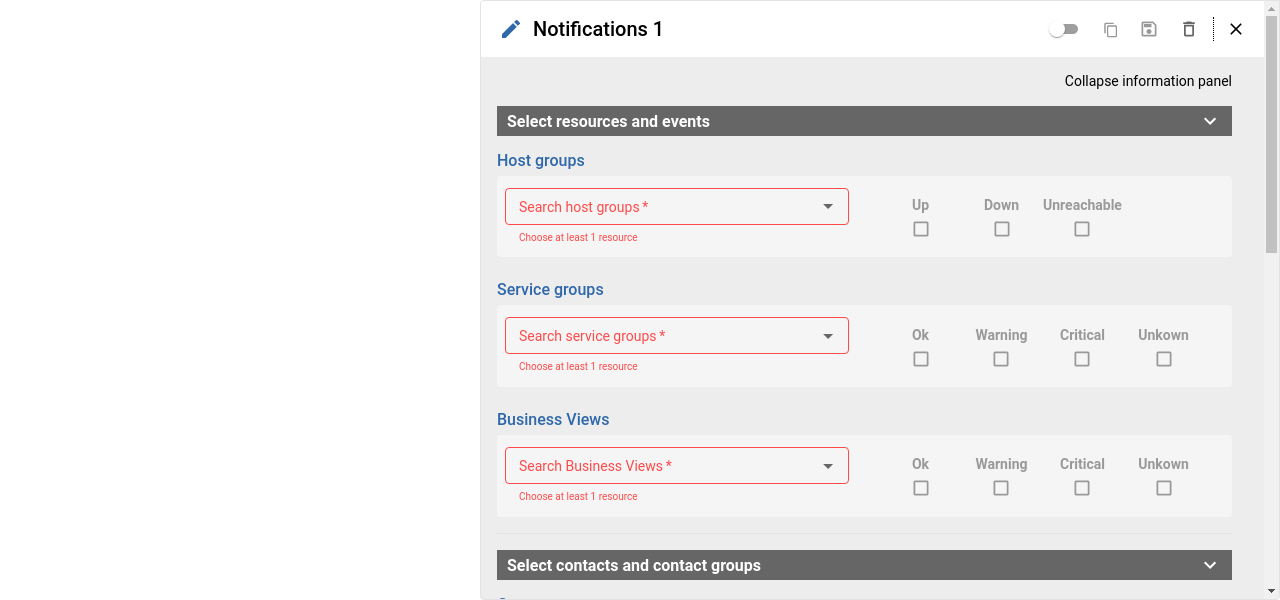 Notifications 1
Collapse information panel
Select resources and events
Host groups
Search host groups *
Up Down Unreachable
Choose at least 1 resource
Service groups
Search service groups *
Ok Warning Critical Unkown
Choose at least 1 resource
Business Views
Search Business Views *
Ok Warning Critical Unkown
Choose at least 1 resource
Select contacts and contact groups